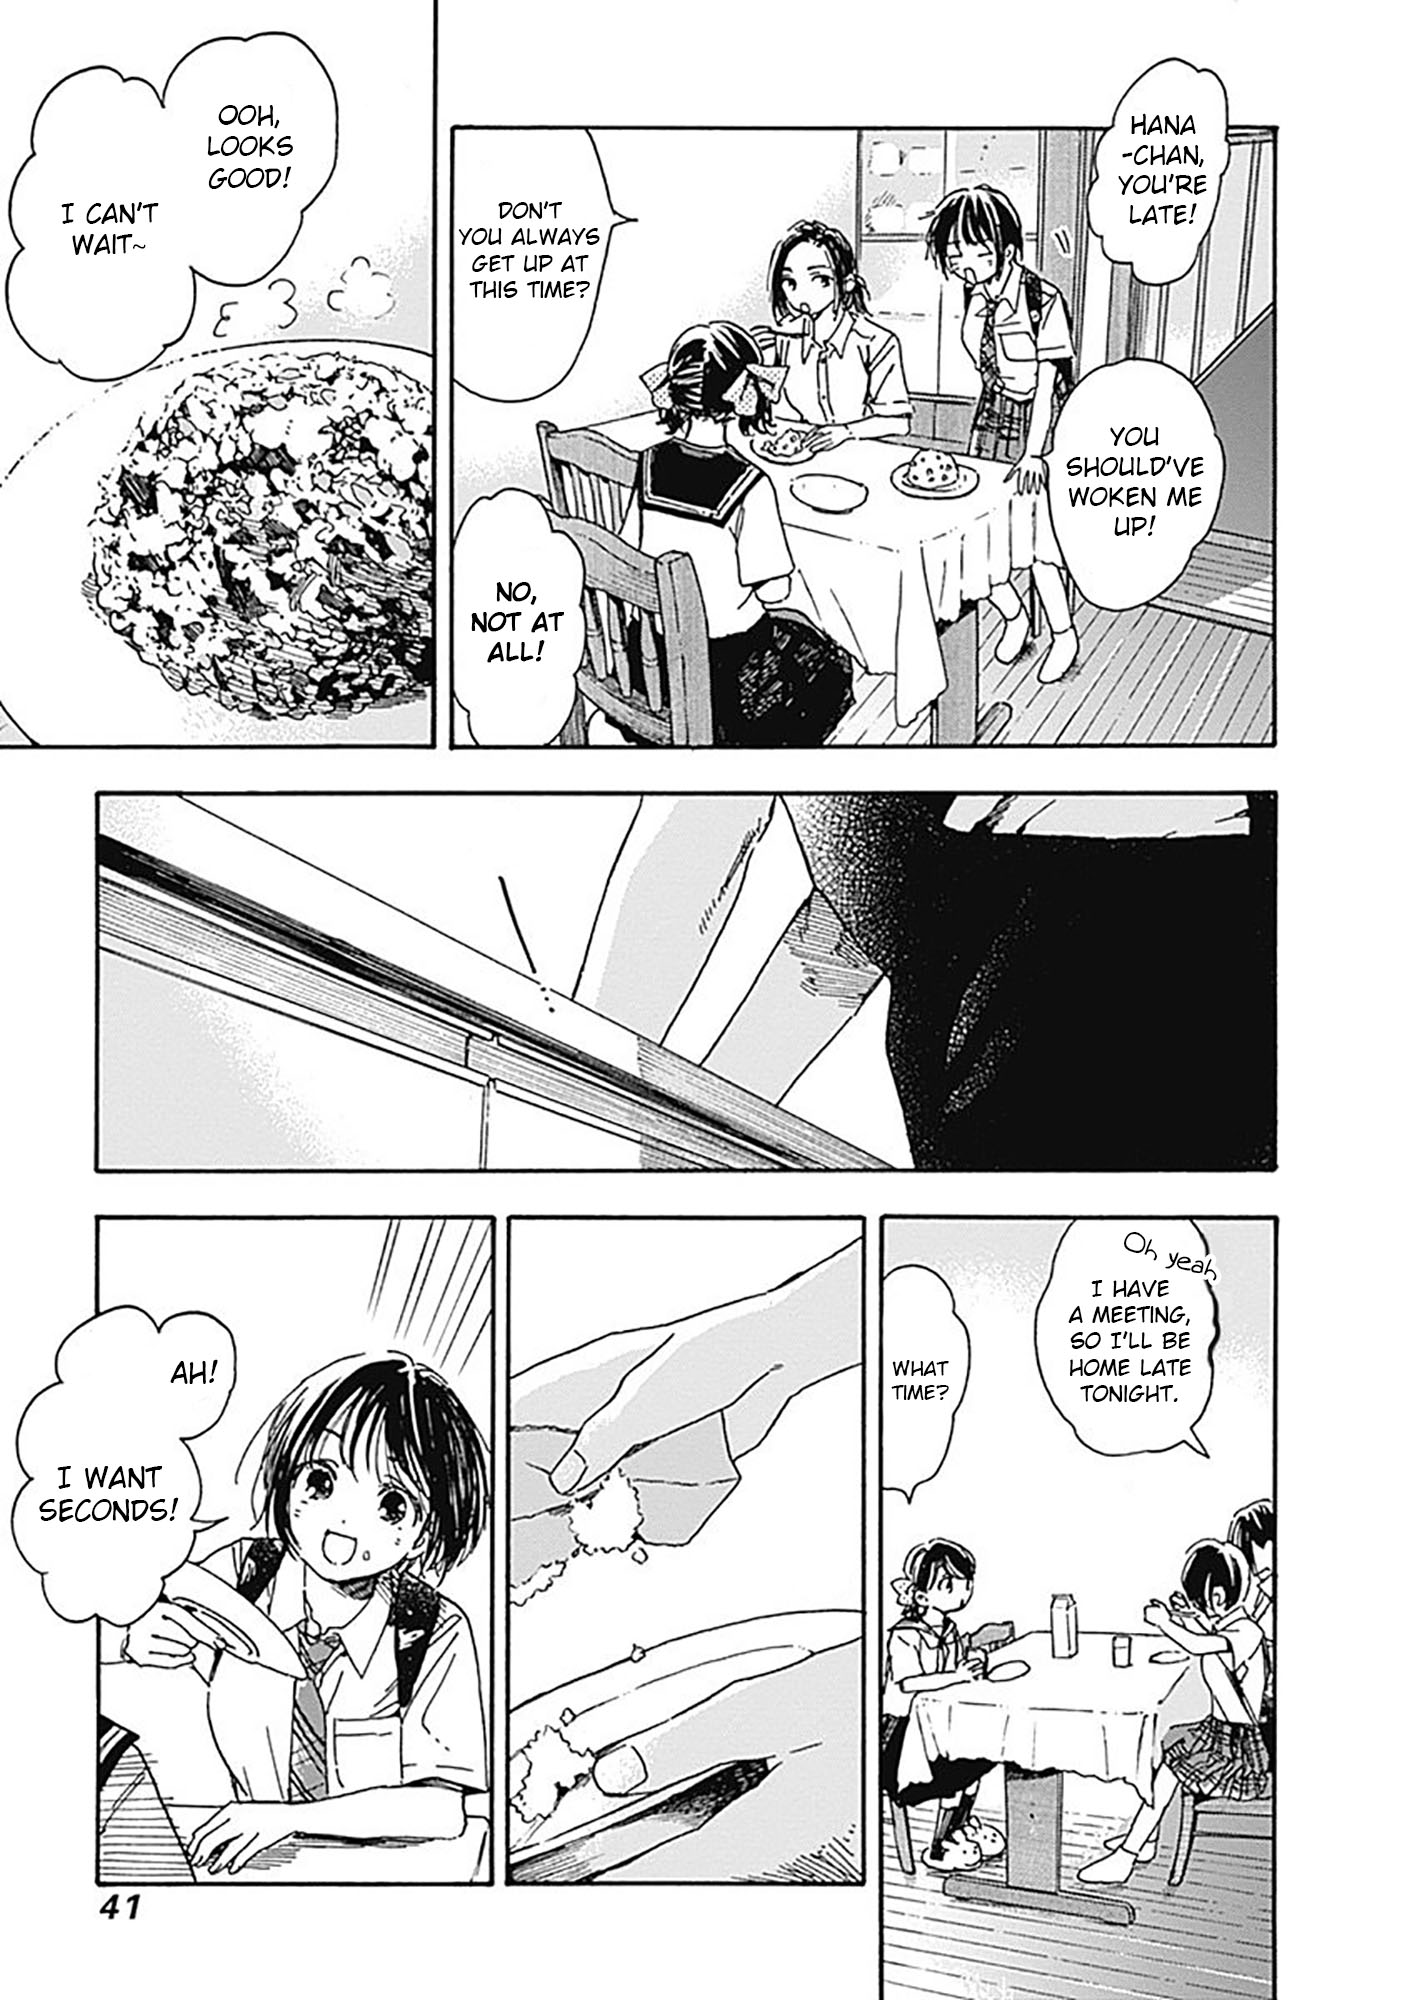 HANA
-CHAN,
YOU'RE
LATE!
YOU
SHOULD'VE
WOKEN ME
UP!
DON'T
YOU ALWAYS
GET UP AT
THIS TIME?
NO,
NOT AT
ALL!
OOH,
LOOKS
GOOD!
I CAN'T
WAIT~
Oh yeah
I HAVE
A MEETING,
SO I'LL BE
HOME LATE
TONIGHT.
WHAT
TIME?
AH!
I WANT
SECONDS!
41